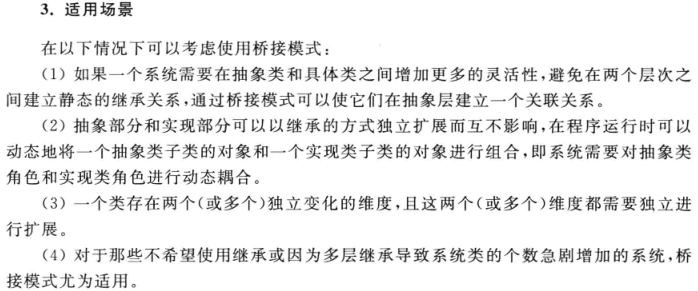 3. 适用场景
在以下情况下可以考虑使用桥接模式：
（1）如果一个系统需要在抽象类和具体类之间增加更多的灵活性，避免在两个层次之
间建立静态的继承关系，通过桥接模式可以使它们在抽象层建立一个关联关系。
（2）抽象部分和实现部分可以以继承的方式独立扩展而互不影响，在程序运行时可以
动态地将一个抽象类子类的对象和一个实现类子类的对象进行组合，即系统需要对抽象类
角色和实现类角色进行动态耦合。
（3）一个类存在两个（或多个）独立变化的维度，且这两个（或多个）维度都需要独立进
行扩展。
（4）对于那些不希望使用继承或因为多层继承导致系统类的个数急剧增加的系统，桥
接模式尤为适用。